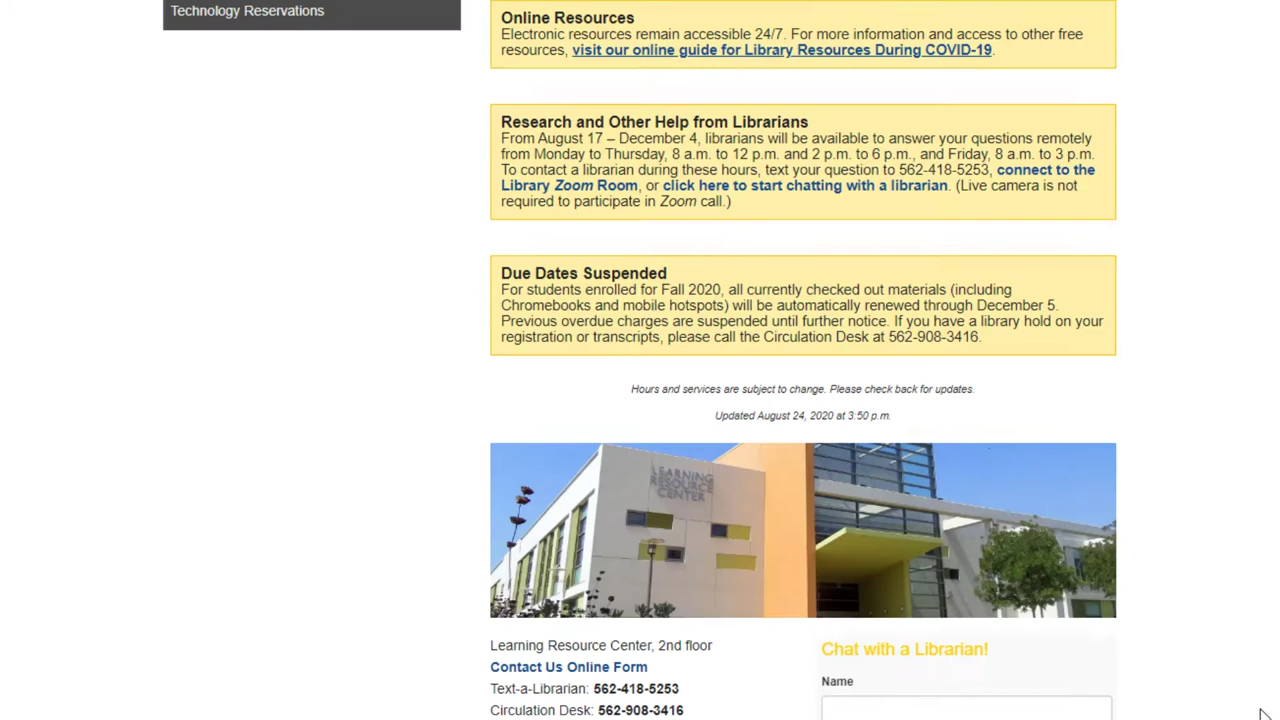 Technology Reservations
Online Resources
Electronic resources remain accessible 24/7. For more information and access to other free
resources, visit our online guide for Library Resources During COVID-19.
Research and Other Help from Librarians
From August 17 – December 4, librarians will be available to answer your questions remotely
from Monday to Thursday, 8 a.m. to 12 p.m. and 2 p.m. to 6 p.m., and Friday, 8 a.m. to 3 p.m.
To contact a librarian during these hours, text your question to 562-418-5253, connect to the
Library Zoom Room, or click here to start chatting with a librarian. (Live camera is not
required to participate in Zoom call.)
Due Dates Suspended
For students enrolled for Fall 2020, all currently checked out materials (including
Chromebooks and mobile hotspots) will be automatically renewed through December 5.
Previous overdue charges are suspended until further notice. If you have a library hold on your
registration or transcripts, please call the Circulation Desk at 562-908-3416.
Hours and services are subject to change. Please check back for updates.
Updated August 24, 2020 at 3:50 p.m.
LEARNING
RESOURCE
CENTER
Learning Resource Center, 2nd floor
Contact Us Online Form
Text-a-Librarian: 562-418-5253
Circulation Desk: 562-908-3416
Chat with a Librarian!
Name